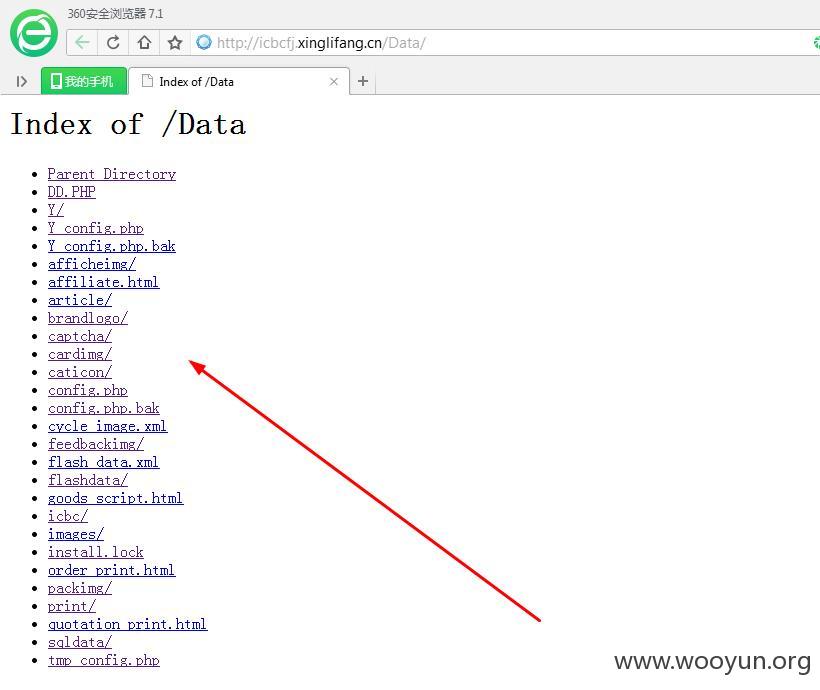 360安全浏览器 7.1
http://icbcfj.xinglifang.cn/Data/
我的手机
Index of /Data
Index of /Data
Parent Directory
DD.PHP
Y/
Y_config.php
Y_config.php.bak
afficheimg/
affiliate.html
article/
brandlogo/
captcha/
cardimg/
caticon/
config.php
config.php.bak
cycle_image.xml
feedbackimg/
flash_data.xml
flashdata/
goods_script.html
icbc/
images/
install.lock
order_print.html
packimg/
print/
quotation_print.html
sqldata/
tmp_config.php
www.wooyun.org